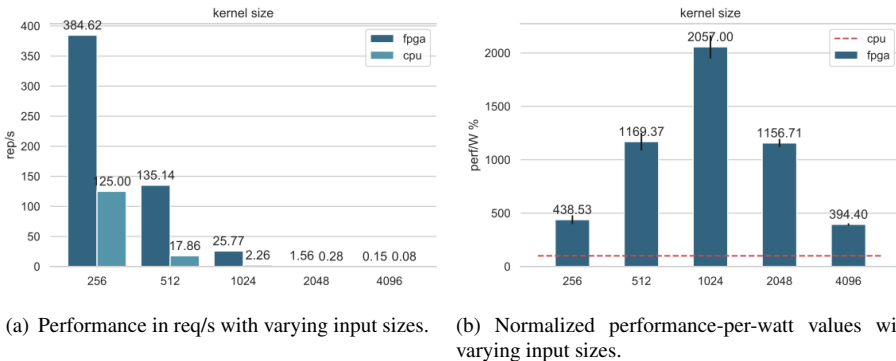 kernel size
384.62
400
350
300
250
200
150
100
50
0
rep/s
fpga
cpu
125.00
135.14
17.86
25.77
2.26
1.56 0.28
0.15 0.08
256 512 1024 2048 4096
(a) Performance in req/s with varying input sizes.
kernel size
2057.00
2000
1500
1000
500
0
perf/W %
cpu
fpga
438.53
1169.37
1156.71
394.40
256 512 1024 2048 4096
(b) Normalized performance-per-watt values wi
varying input sizes.